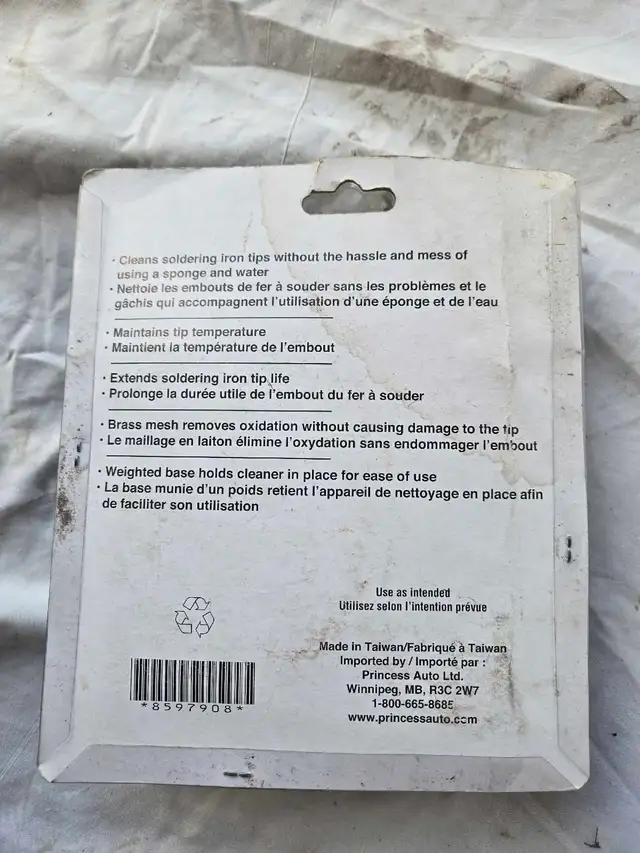 · Cleans soldering iron tips without the hassle and mess of
using a sponge and water
· Nettoie les embouts de fer à souder sans les problèmes et le
gâchis qui accompagnent l'utilisation d'une éponge et de l'eau
· Maintains tip temperature
· Maintient la température de l'embout
· Extends soldering iron tip life
· Prolonge la durée utile de l'embout du fer à souder
· Brass mesh removes oxidation without causing damage to the tip
· Le maillage en laiton élimine l'oxydation sans endommager l'embout
· Weighted base holds cleaner in place for ease of use
· La base munie d'un poids retient l'appareil de nettoyage en place afin
de faciliter son utilisation
Use as intended
Utilisez selon l'intention prévue
Made in Taiwan/Fabriqué à Taiwan
Imported by / Importé par :
Princess Auto Ltd.
Winnipeg, MB, R3C 2W7
1-800-665-8685
www.princessauto.com
*8597908*